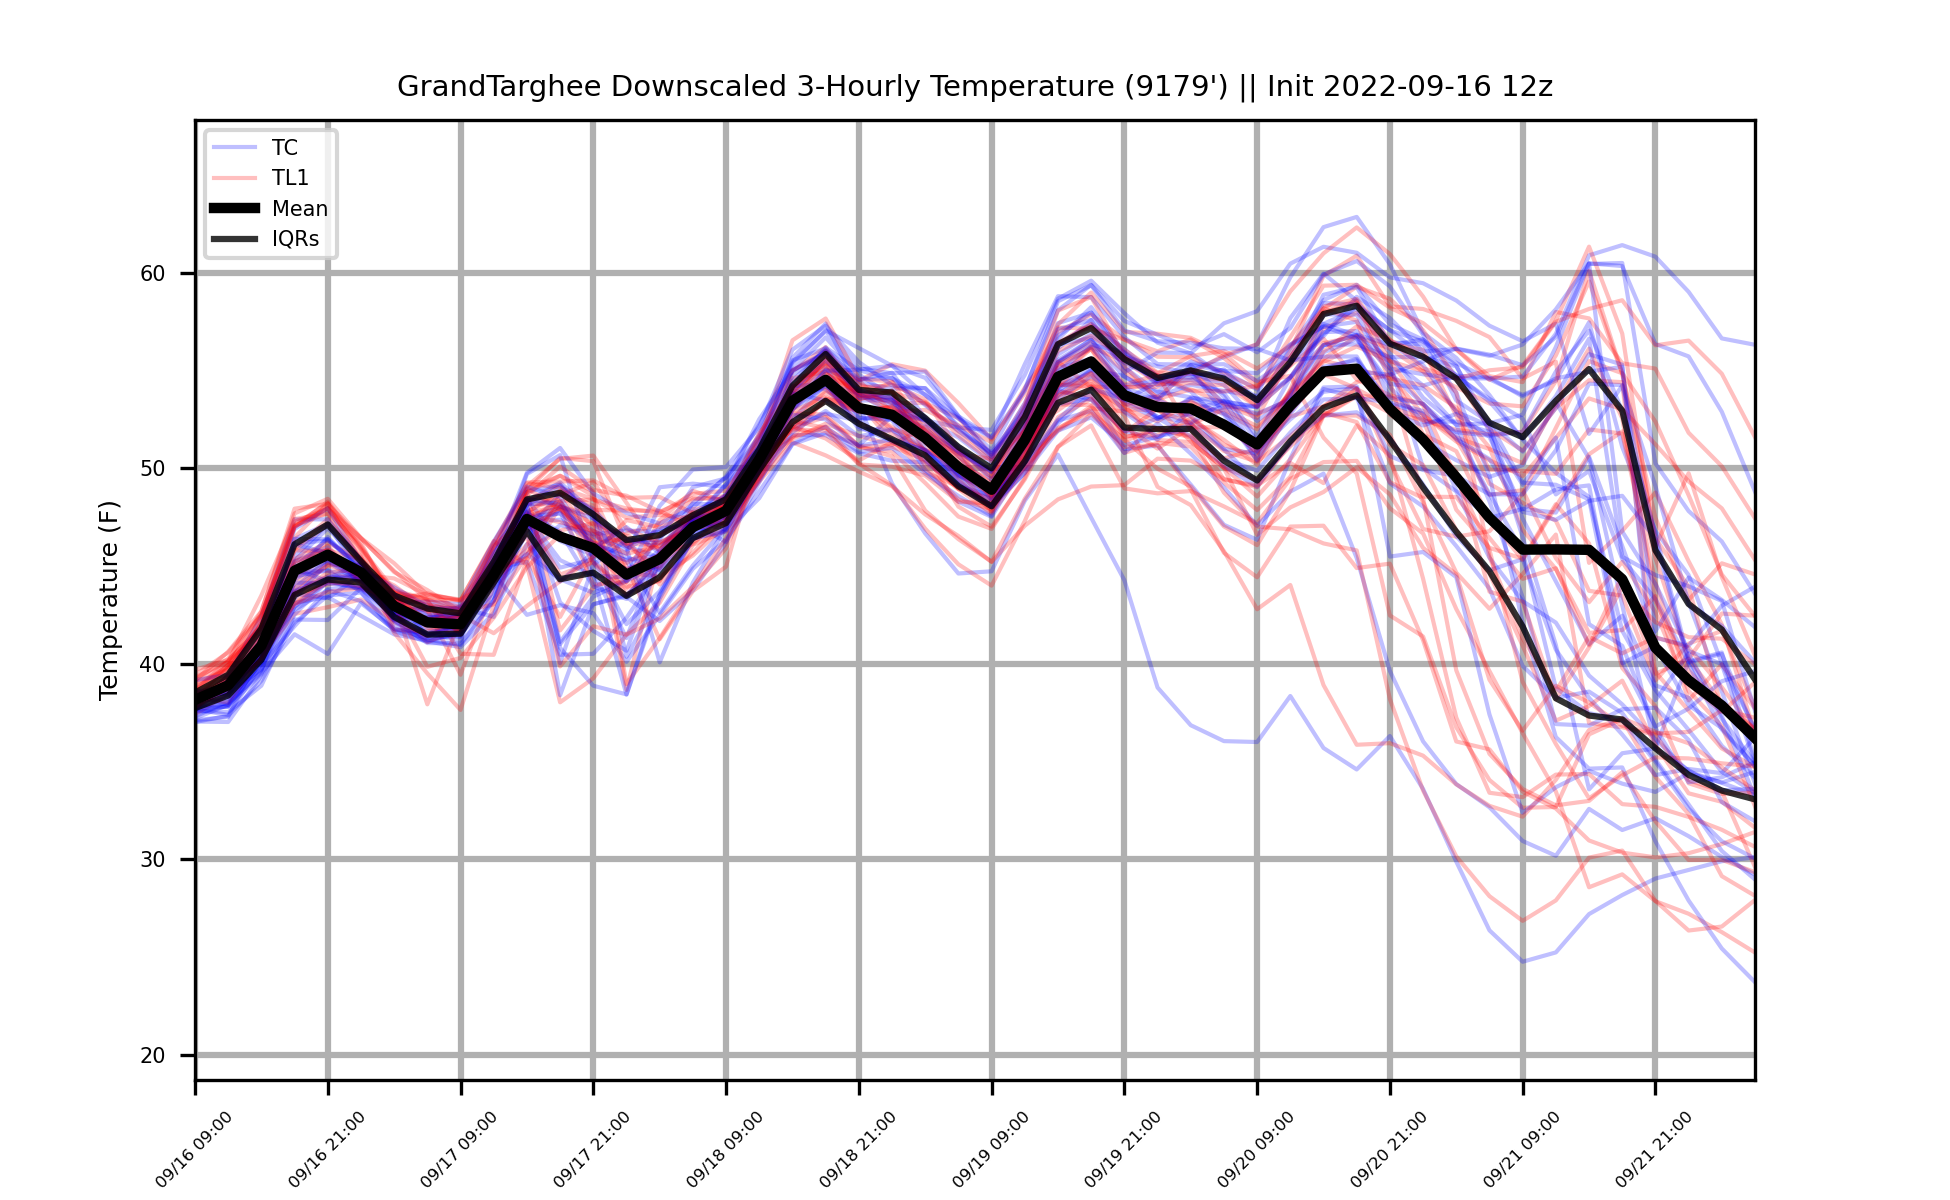 GrandTarghee Downscaled 3-Hourly Temperature (9179') || Init 2022-09-16 12z
TC
TL1
Mean
IQRs
Temperature (F)
60
50
40
30
20
09/16 09:00
09/16 21:00
09/17 09:00
09/17 21:00
09/18 09:00
09/18 21:00
09/19 09:00
09/19 21:00
09/20 09:00
09/20 21:00
09/21 09:00
09/21 21:00